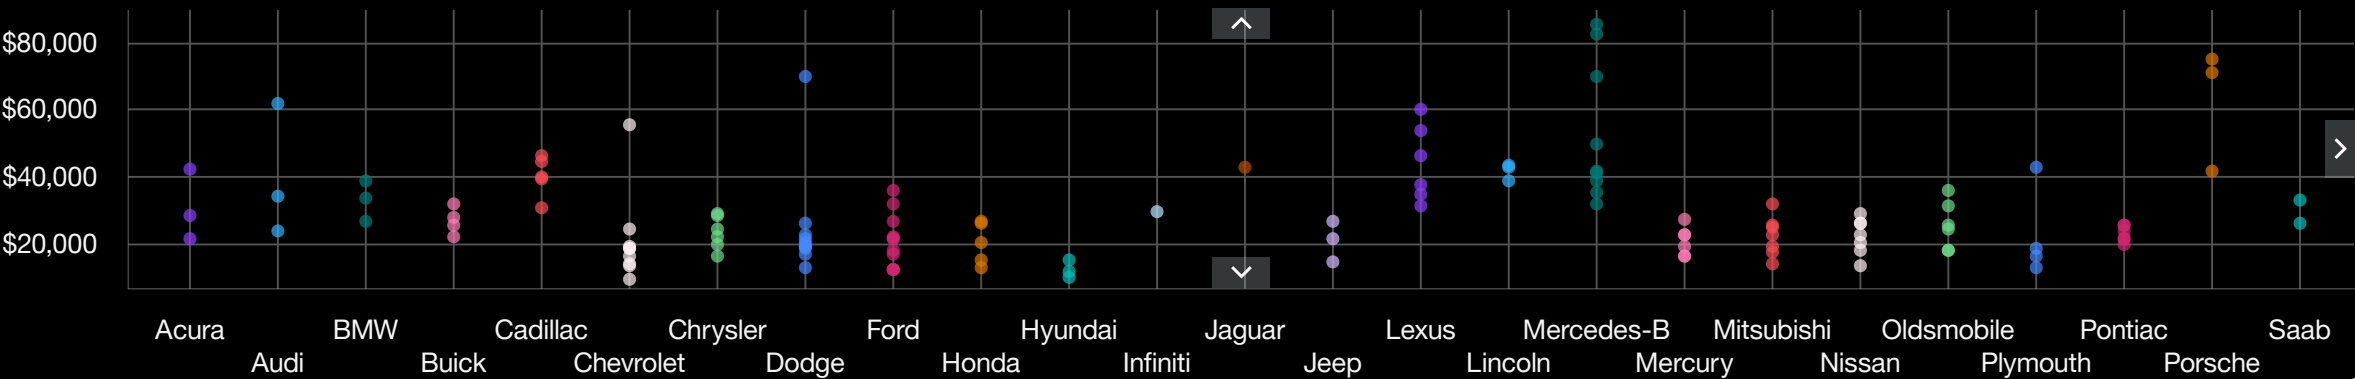 $80,000
$60,000
$40,000
$20,000
Acura BMW Cadillac Chrysler Ford Hyundai Jaguar Lexus Mercedes-B Mitsubishi Oldsmobile Pontiac Saab
Audi Buick Chevrolet Dodge Honda Infiniti Jeep Lincoln Mercury Nissan Plymouth Porsche